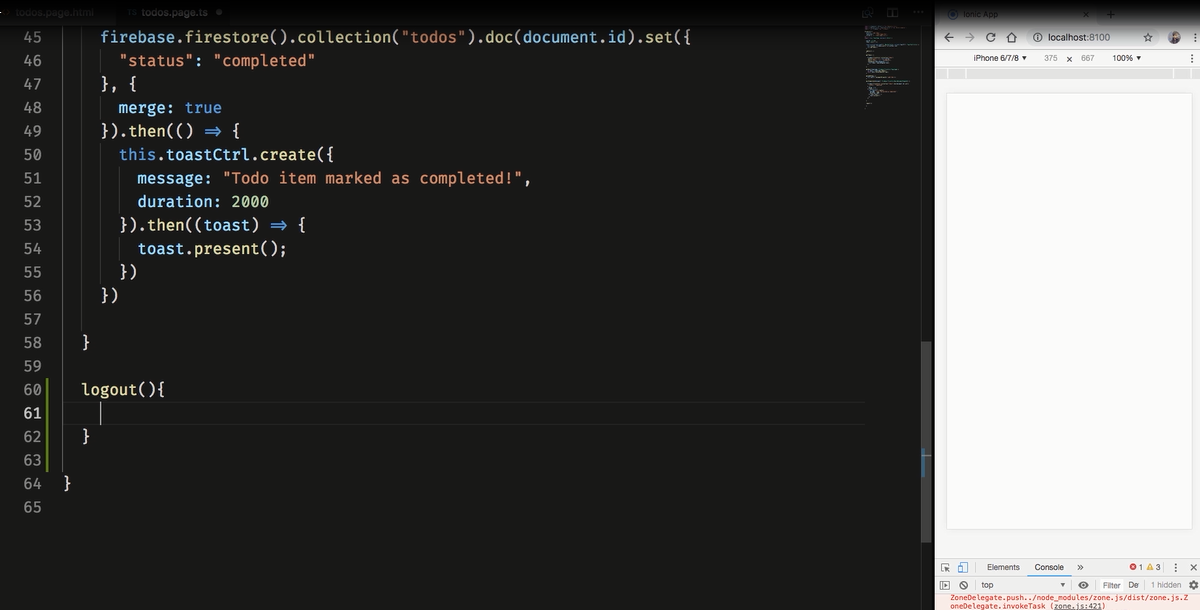 todos.page.html
TS todos.page.ts
45 firebase.firestore().collection("todos").doc(document.id).set({
46 "status": "completed"
47 }, {
48 merge: true
49 }).then(() => {
50 this.toastCtrl.create({
51 message: "Todo item marked as completed!",
52 duration: 2000
53 }).then((toast) => {
54 toast.present();
55 })
56 })
57
58 }
59
60 logout(){
61
62 }
63
64 }
65
Ionic App
localhost:8100
iPhone 6/7/8 ▾ 375 x 667 100% ▾
Elements Console » 1 3
top ▾ Filter De 1 hidden
ZoneDelegate.push../node_modules/zone.js/dist/zone.js.Z
oneDelegate.invokeTask (zone.js:421)